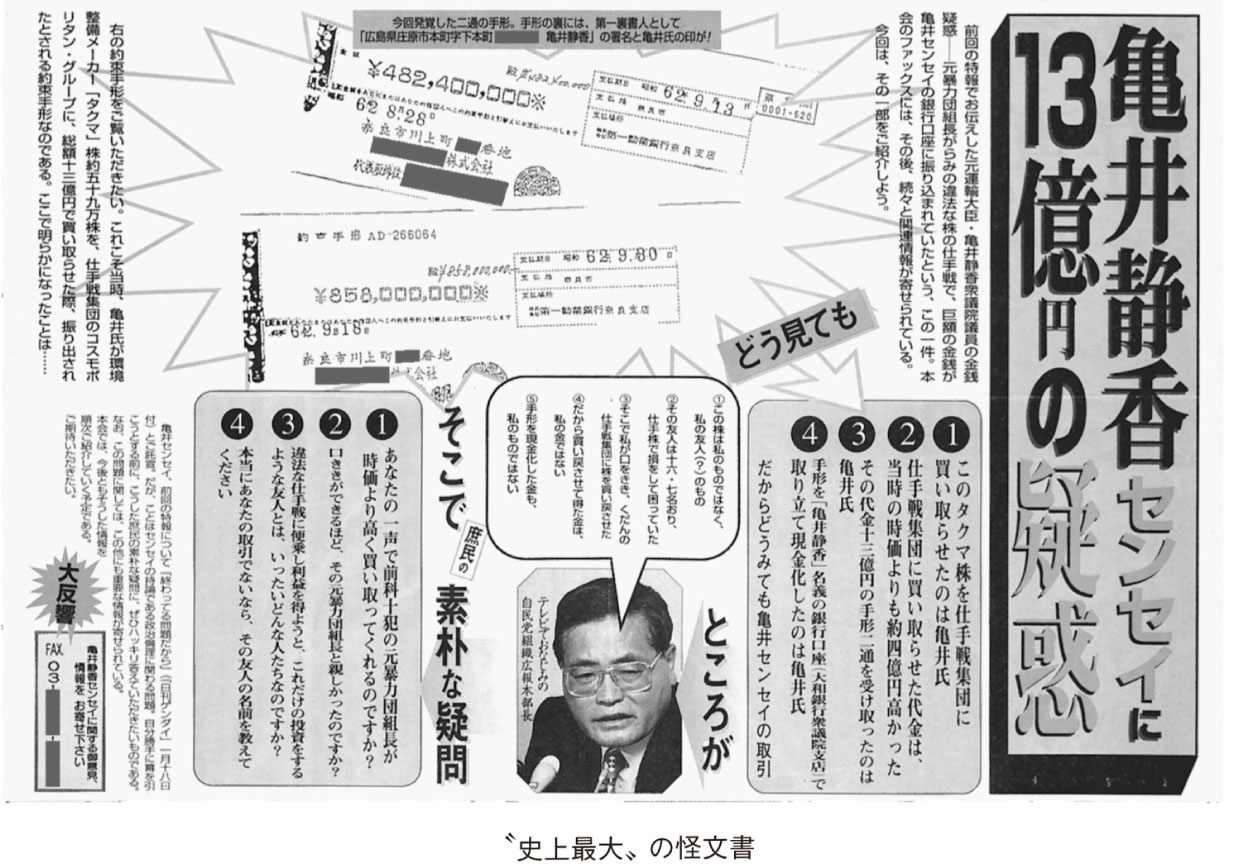 亀井静香センセイに
13億円の疑惑
前回の特報でお伝えした元運輸大臣・亀井静香衆議院議員の金銭
疑惑──元暴力団組長がらみの違法な株の仕手戦で、巨額の金銭が
亀井センセイの銀行口座に振り込まれていたという、この一件。本
会のファックスには、その後、続々と関連情報が寄せられている。
今回は、その一部をご紹介しよう。
今回発覚した二通の手形。手形の裏には、第一裏書人として
「広島県庄原市本町字下本町 亀井静香」の署名と亀井氏の印が!
金額
¥482,400,000※
支払期日 昭和 62.9.13 日
支払地 奈良市
支払場所
株式会社第一勧業銀行奈良支店
0001-620
昭和 62 8.28日
奈良市川上町 番地
株式会社
代表取締役
約束手形 AD-266064
¥858,000,000※
支払期日 昭和 62.9.30 日
支払地 奈良市
支払場所
株式会社第一勧業銀行奈良支店
62.9.18日
奈良市川上町 番地
株式会社
右の約束手形をご覧いただきたい。これこそ当時、亀井氏が環境
整備メーカー「タクマ」株約五十九万株を、仕手戦集団のコスモポ
リタン・グループに、総額十三億円で買い取らせた際、振り出され
たとされる約束手形なのである。ここで明らかになったことは……
どう見ても
❶このタクマ株を仕手戦集団に
買い取らせたのは亀井氏
❷仕手戦集団に買い取らせた代金は、
当時の時価よりも約四億円高かった
❸その代金十三億円の手形二通を受け取ったのは
亀井氏
❹手形を「亀井静香」名義の銀行口座(大和銀行衆議院支店)で
取り立て現金化したのは亀井氏
だからどうみても亀井センセイの取引
ところが
①この株は私のものではなく、
私の友人(?)のもの
②その友人は十六・七名おり、
仕手株で損をして困っていた
③そこで私が口をきき、くだんの
仕手戦集団に株を買い戻させた
④だから買い戻させて得た金は、
私の金ではない
⑤手形を現金化した金も、
私のものではない
テレビでおなじみの
自民党組織広報本部長
そこで庶民の素朴な疑問
❶あなたの一声で前科十犯の元暴力団組長が
時価より高く買い取ってくれるのですか?
❷口ききができるほど、その元暴力団組長と親しかったのですか?
❸違法な仕手戦に便乗し利益を得ようと、これだけの投資をする
ような友人とは、いったいどんな人たちなのですか?
❹本当にあなたの取引でないなら、その友人の名前を教えて
ください
亀井センセイ、前回の特報について「終わってる問題だから」(『日刊ゲンダイ』一月十八日
付)と託宣。だが、ことはセンセイの持論である政治倫理に関わる問題。自分勝手に幕を引
こうとする前に、こうした庶民の素朴な疑問に、ぜひハッキリ答えていただきたいものである。
なお、この問題に関しては、この他にも重要な情報が寄せられている。
本会では、今後ともそうした情報を
順次ご紹介していく予定である。
ご期待いただきたい。
大反響
亀井静香センセイに関する御意見、
情報を お寄せ下さい
FAX 03-
〝史上最大〟の怪文書